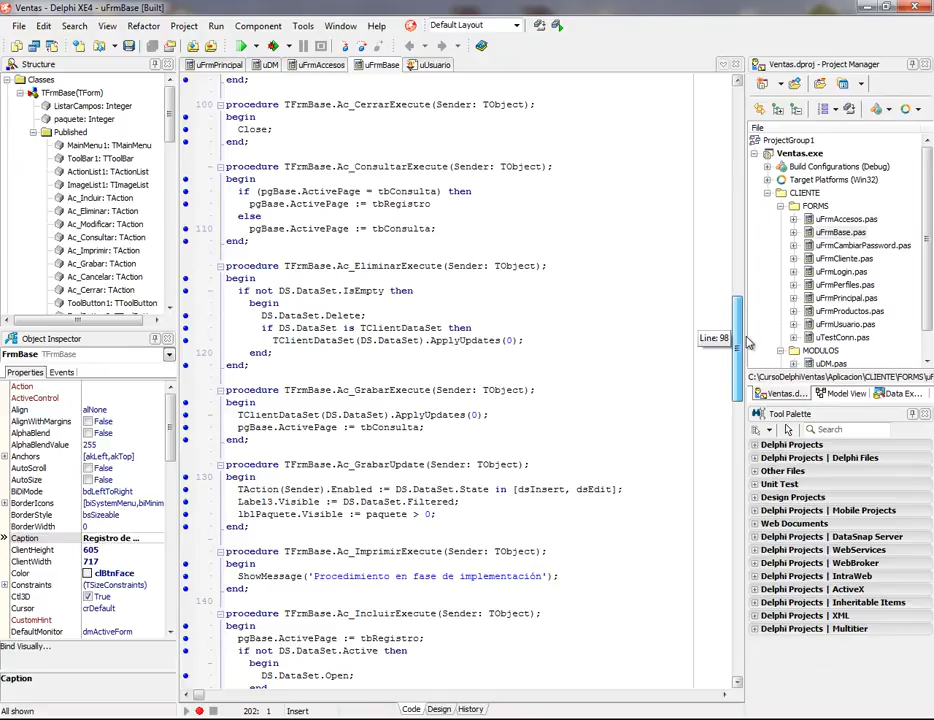 Ventas - Delphi XE4 - uFrmBase [Built]
File Edit Search View Refactor Project Run Component Tools Window Help
Default Layout
Structure
uFrmPrincipal uDM uFrmAccesos uFrmBase uUsuario
Ventas.dproj - Project Manager
Classes
TFrmBase(TForm)
ListarCampos: Integer
paquete: Integer
Published
MainMenu1: TMainMenu
ToolBar1: TToolBar
ActionList1: TActionList
ImageList1: TImageList
Ac_Incluir: TAction
Ac_Eliminar: TAction
Ac_Modificar: TAction
Ac_Consultar: TAction
Ac_Imprimir: TAction
Ac_Grabar: TAction
Ac_Cancelar: TAction
Ac_Cerrar: TAction
ToolButton1: TToolButton
Object Inspector
FrmBase TFrmBase
Properties Events
Action
ActiveControl
Align alNone
AlignWithMargins False
AlphaBlend False
AlphaBlendValue 255
Anchors [akLeft,akTop]
AutoScroll False
AutoSize False
BiDiMode bdLeftToRight
BorderIcons [biSystemMenu,biMinim
BorderStyle bsSizeable
BorderWidth 0
Caption Registro de ...
ClientHeight 605
ClientWidth 717
Color clBtnFace
Constraints (TSizeConstraints)
Ctl3D True
Cursor crDefault
CustomHint
DefaultMonitor dmActiveForm
Bind Visually...
Caption
All shown
end;
100 procedure TFrmBase.Ac_CerrarExecute(Sender: TObject);
begin
Close;
end;
procedure TFrmBase.Ac_ConsultarExecute(Sender: TObject);
begin
if (pgBase.ActivePage = tbConsulta) then
pgBase.ActivePage := tbRegistro
else
110 pgBase.ActivePage := tbConsulta;
end;
procedure TFrmBase.Ac_EliminarExecute(Sender: TObject);
begin
if not DS.DataSet.IsEmpty then
begin
DS.DataSet.Delete;
if DS.DataSet is TClientDataSet then
TClientDataSet(DS.DataSet).ApplyUpdates(0);
120 end;
end;
procedure TFrmBase.Ac_GrabarExecute(Sender: TObject);
begin
TClientDataSet(DS.DataSet).ApplyUpdates(0);
pgBase.ActivePage := tbConsulta;
end;
procedure TFrmBase.Ac_GrabarUpdate(Sender: TObject);
130 begin
TAction(Sender).Enabled := DS.DataSet.State in [dsInsert, dsEdit];
Label3.Visible := DS.DataSet.Filtered;
lblPaquete.Visible := paquete > 0;
end;
procedure TFrmBase.Ac_ImprimirExecute(Sender: TObject);
begin
ShowMessage('Procedimiento en fase de implementación');
end;
140
procedure TFrmBase.Ac_IncluirExecute(Sender: TObject);
begin
pgBase.ActivePage := tbRegistro;
if not DS.DataSet.Active then
begin
DS.DataSet.Open;
end
Line: 98
202: 1 Insert Code Design History
File
ProjectGroup1
Ventas.exe
Build Configurations (Debug)
Target Platforms (Win32)
CLIENTE
FORMS
uFrmAccesos.pas
uFrmBase.pas
uFrmCambiarPassword.pas
uFrmCliente.pas
uFrmLogin.pas
uFrmPerfiles.pas
uFrmPrincipal.pas
uFrmProductos.pas
uFrmUsuario.pas
uTestConn.pas
MODULOS
uDM.pas
C:\CursoDelphiVentas\Aplicacion\CLIENTE\FORMS\uF
Ventas.d... Model View Data Ex...
Tool Palette
Search
Delphi Projects
Delphi Projects | Delphi Files
Other Files
Unit Test
Design Projects
Delphi Projects | Mobile Projects
Web Documents
Delphi Projects | DataSnap Server
Delphi Projects | WebServices
Delphi Projects | WebBroker
Delphi Projects | IntraWeb
Delphi Projects | ActiveX
Delphi Projects | Inheritable Items
Delphi Projects | XML
Delphi Projects | Multitier